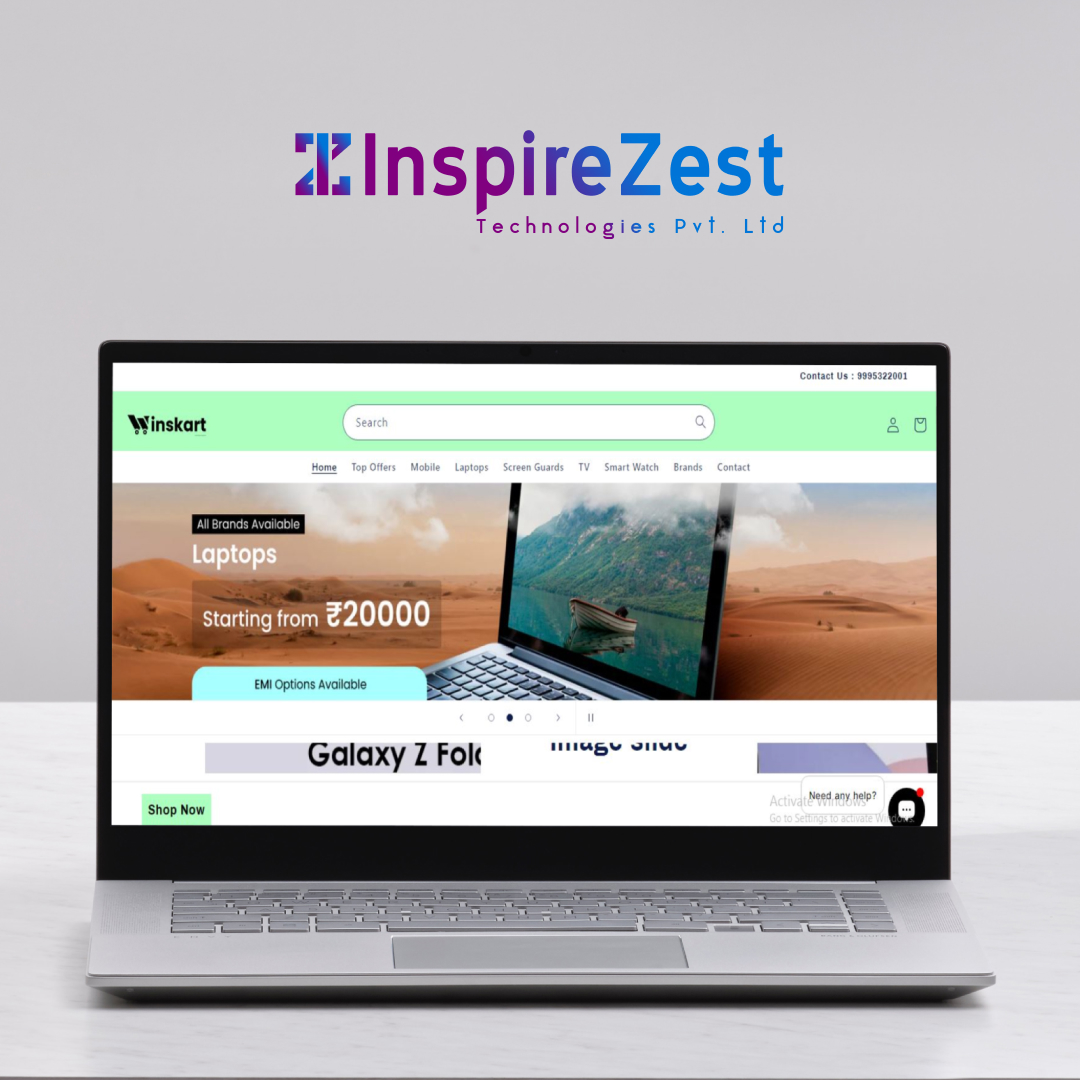 InspireZest
Technologies Pvt. Ltd
Contact Us : 9995322001
Winskart
Search
Home Top Offers Mobile Laptops Screen Guards TV Smart Watch Brands Contact
All Brands Available
Laptops
Starting from ₹20000
EMI Options Available
Galaxy Z Fold
Image Slide
Shop Now
Need any help?
Activate Windows
Go to Settings to activate Windows.